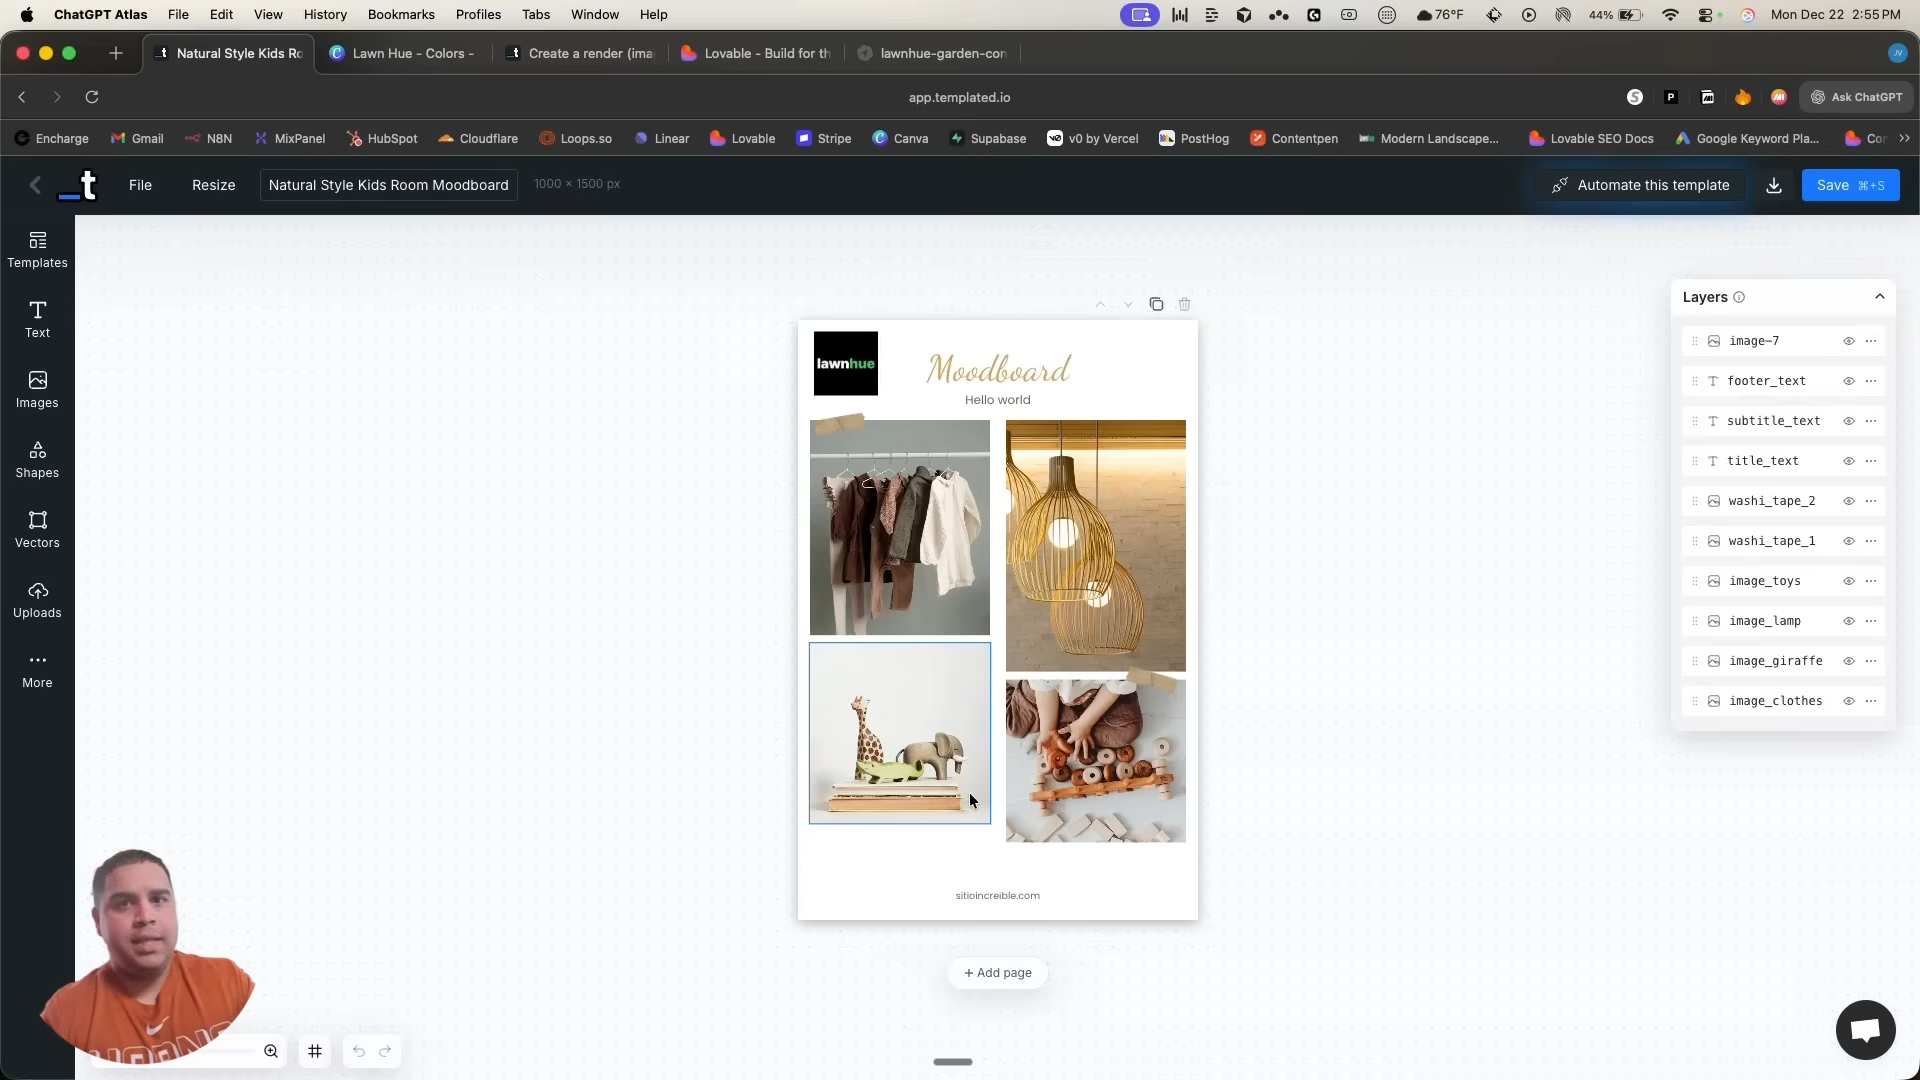 ChatGPT Atlas File Edit View History Bookmarks Profiles Tabs Window Help 76°F 44% Mon Dec 22 2:55 PM
Natural Style Kids Ro Lawn Hue - Colors - Create a render (ima Lovable - Build for th lawnhue-garden-con JV
app.templated.io Ask ChatGPT
Encharge Gmail N8N MixPanel HubSpot Cloudflare Loops.so Linear Lovable Stripe Canva Supabase v0 by Vercel PostHog Contentpen Modern Landscape... Lovable SEO Docs Google Keyword Pla... Co
t File Resize Natural Style Kids Room Moodboard 1000 × 1500 px Automate this template Save ⌘+S
Templates
Text
Images
Shapes
Vectors
Uploads
More
lawnhue
Moodboard
Hello world
sitioincreible.com
+ Add page
Layers
image-7
footer_text
subtitle_text
title_text
washi_tape_2
washi_tape_1
image_toys
image_lamp
image_giraffe
image_clothes